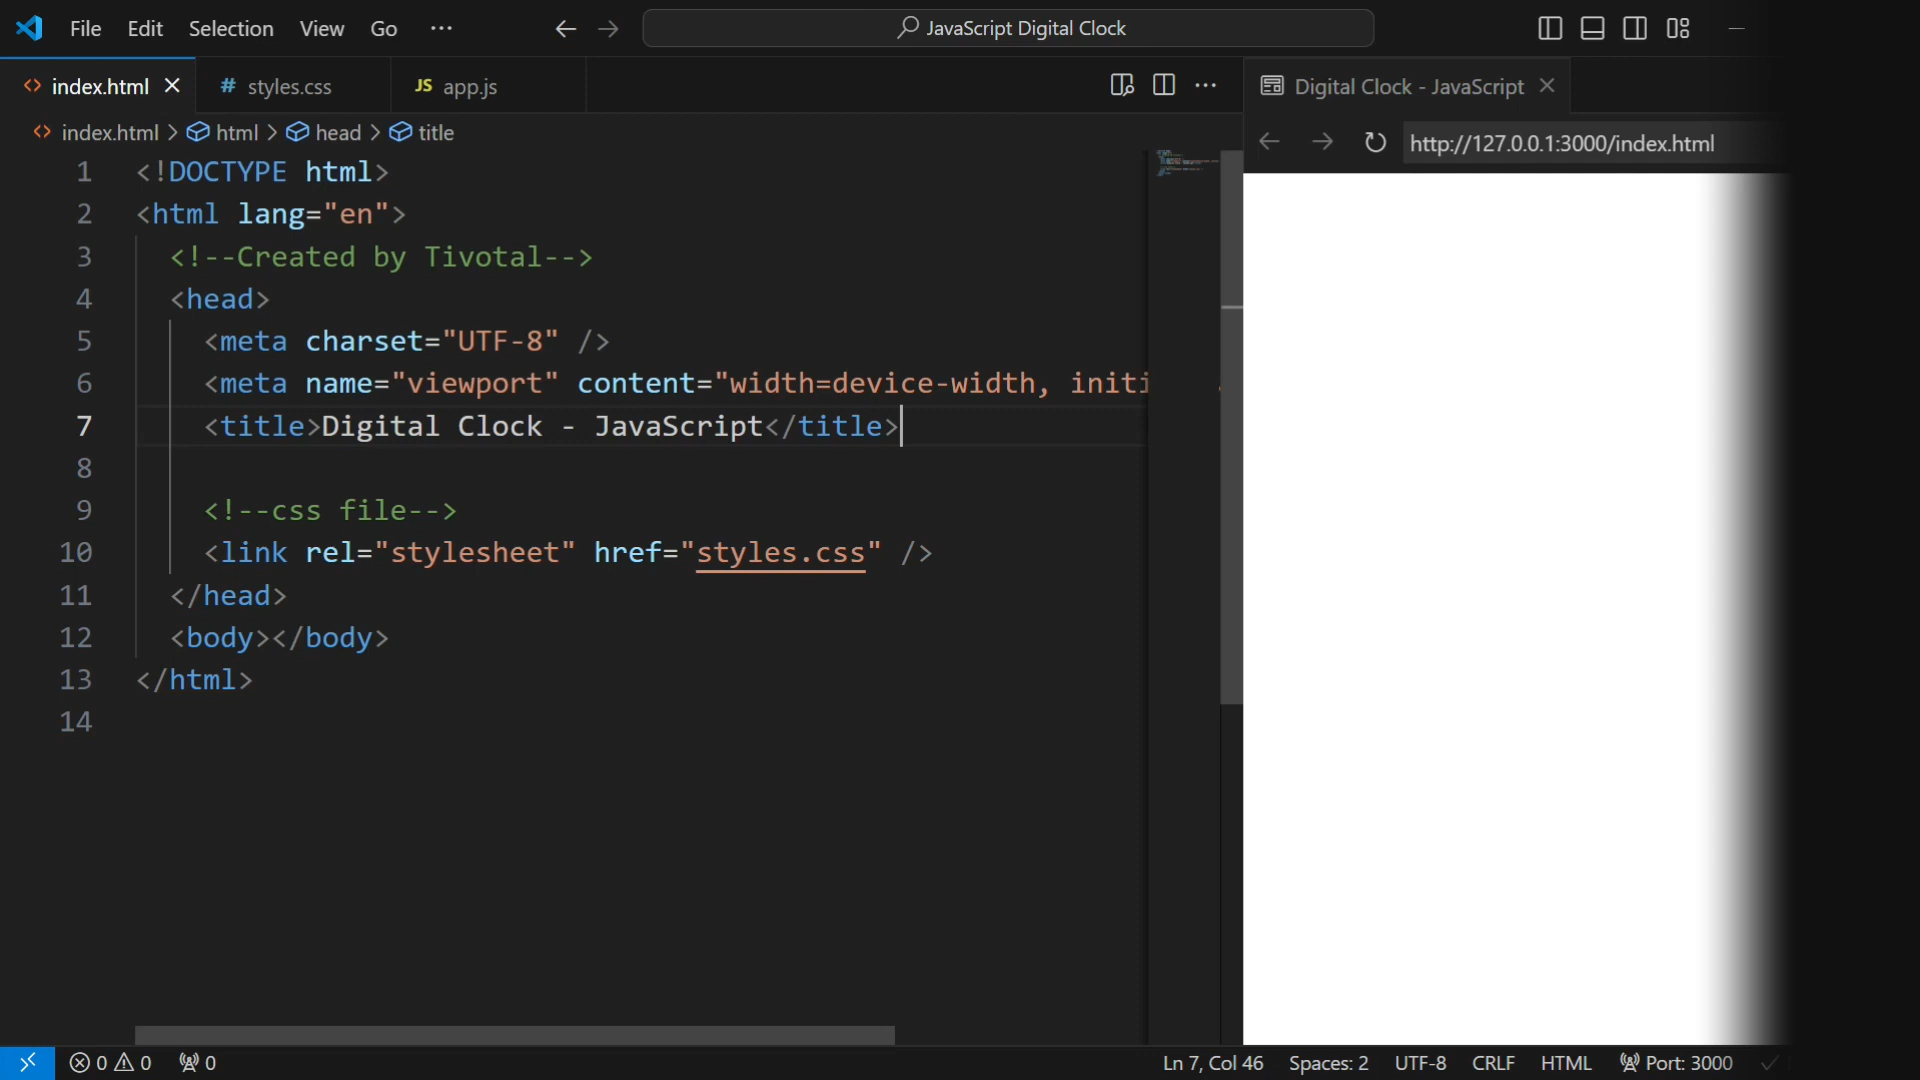 File Edit Selection View Go ··· JavaScript Digital Clock
index.html # styles.css JS app.js ··· Digital Clock - JavaScript
index.html > html > head > title http://127.0.0.1:3000/index.html
1 <!DOCTYPE html>
2 <html lang="en">
3 <!--Created by Tivotal-->
4 <head>
5 <meta charset="UTF-8" />
6 <meta name="viewport" content="width=device-width, initi
7 <title>Digital Clock - JavaScript</title>
8
9 <!--css file-->
10 <link rel="stylesheet" href="styles.css" />
11 </head>
12 <body></body>
13 </html>
14
0 0 0 Ln 7, Col 46 Spaces: 2 UTF-8 CRLF HTML Port: 3000